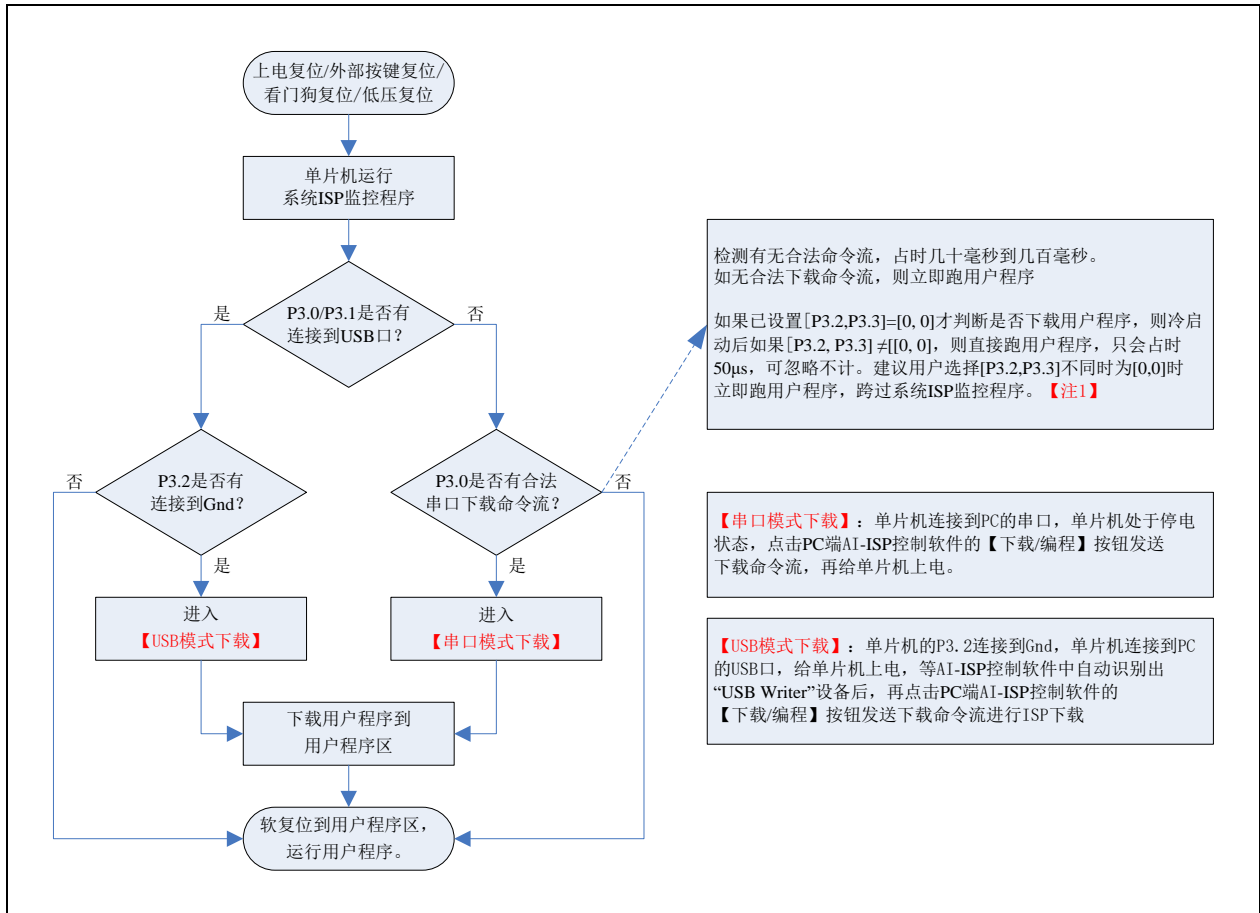 上电复位/外部按键复位/
看门狗复位/低压复位
单片机运行
系统ISP监控程序
P3.0/P3.1是否有
连接到USB口？
是
否
P3.2是否有
连接到Gnd？
否
是
P3.0是否有合法
串口下载命令流？
否
是
进入
【USB模式下载】
进入
【串口模式下载】
下载用户程序到
用户程序区
软复位到用户程序区，
运行用户程序。
检测有无合法命令流，占时几十毫秒到几百毫秒。
如无合法下载命令流，则立即跑用户程序
如果已设置[P3.2,P3.3]=[0, 0]才判断是否下载用户程序，则冷启
动后如果[P3.2, P3.3] ≠[[0, 0]，则直接跑用户程序，只会占时
50μs，可忽略不计。建议用户选择[P3.2,P3.3]不同时为[0,0]时
立即跑用户程序，跨过系统ISP监控程序。【注1】
【串口模式下载】：单片机连接到PC的串口，单片机处于停电
状态，点击PC端AI-ISP控制软件的【下载/编程】按钮发送
下载命令流，再给单片机上电。
【USB模式下载】：单片机的P3.2连接到Gnd，单片机连接到PC
的USB口，给单片机上电，等AI-ISP控制软件中自动识别出
“USB Writer”设备后，再点击PC端AI-ISP控制软件的
【下载/编程】按钮发送下载命令流进行ISP下载